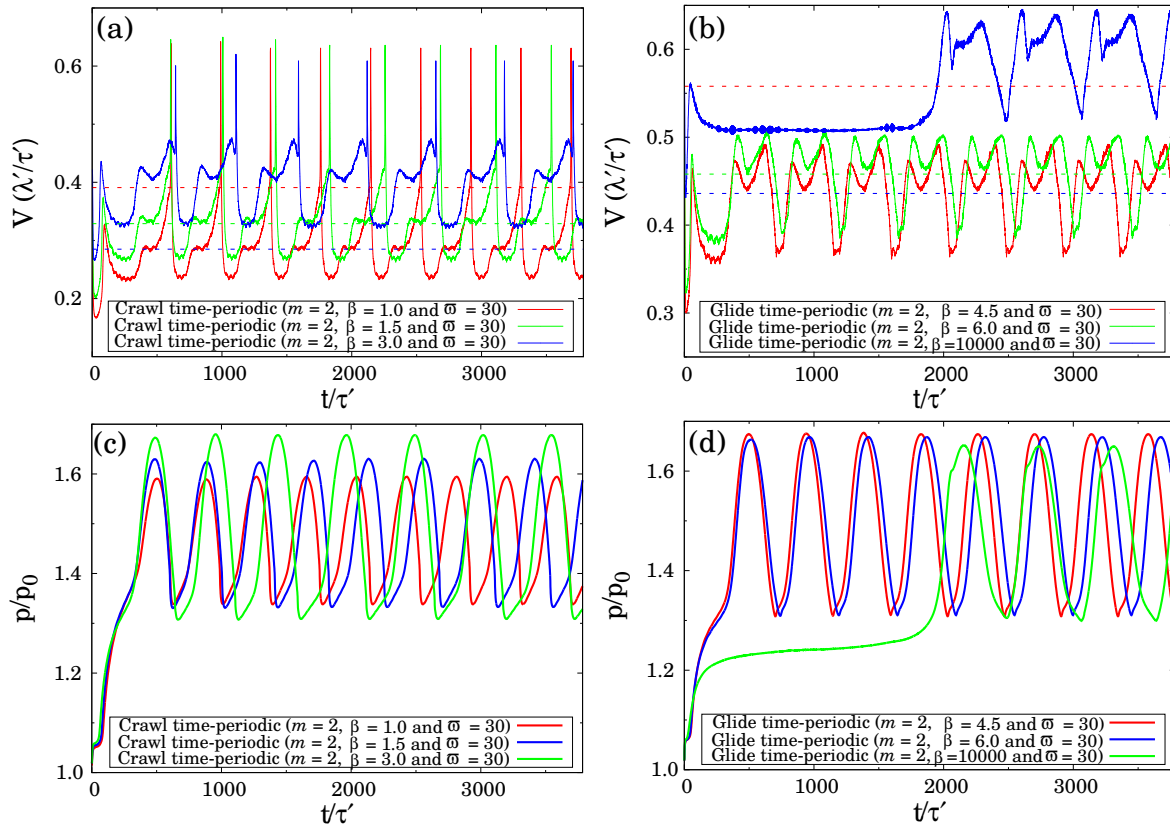 (a)
V (λ′/τ′)
0.6
0.4
0.2
Crawl time-periodic (m = 2, β = 1.0 and ϖ = 30)
Crawl time-periodic (m = 2, β = 1.5 and ϖ = 30)
Crawl time-periodic (m = 2, β = 3.0 and ϖ = 30)
0 1000 2000 3000
t/τ′
(b)
V (λ′/τ′)
0.6
0.5
0.4
0.3
Glide time-periodic (m = 2, β = 4.5 and ϖ = 30)
Glide time-periodic (m = 2, β = 6.0 and ϖ = 30)
Glide time-periodic (m = 2, β=10000 and ϖ = 30)
0 1000 2000 3000
t/τ′
(c)
p/p₀
1.6
1.4
1.2
1.0
Crawl time-periodic (m = 2, β = 1.0 and ϖ = 30)
Crawl time-periodic (m = 2, β = 1.5 and ϖ = 30)
Crawl time-periodic (m = 2, β = 3.0 and ϖ = 30)
0 1000 2000 3000
t/τ′
(d)
p/p₀
1.6
1.4
1.2
1.0
Glide time-periodic (m = 2, β = 4.5 and ϖ = 30)
Glide time-periodic (m = 2, β = 6.0 and ϖ = 30)
Glide time-periodic (m = 2, β=10000 and ϖ = 30)
0 1000 2000 3000
t/τ′